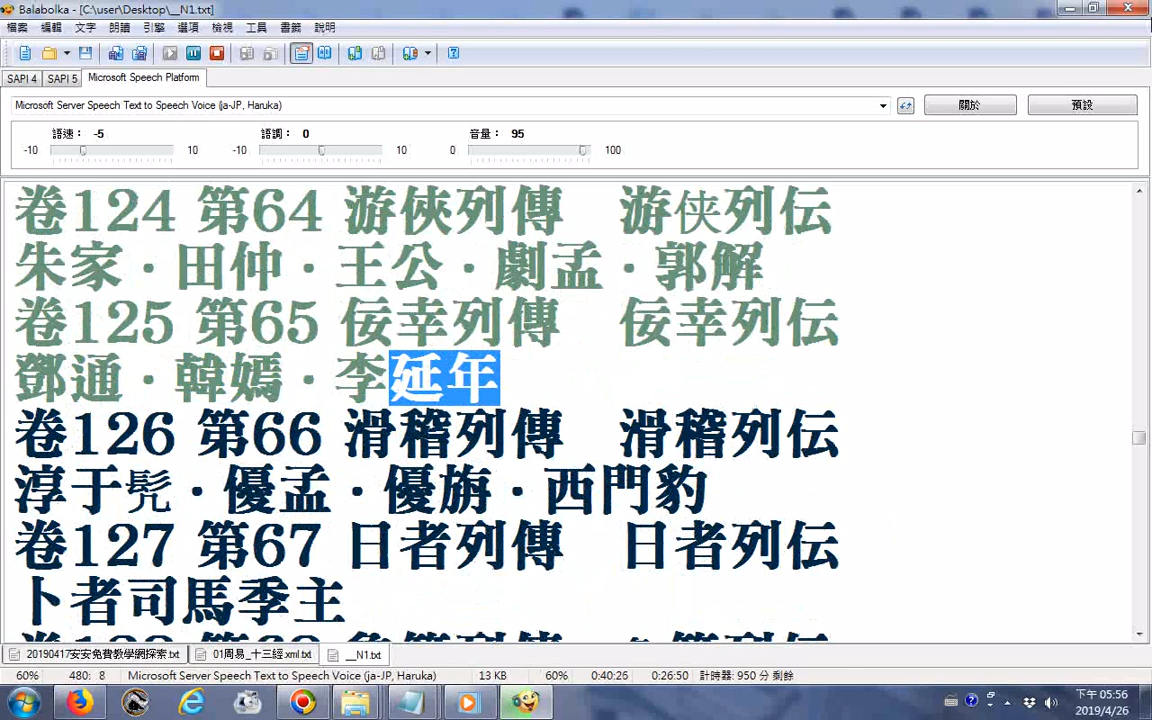 Balabolka - [C:\user\Desktop\__N1.txt]
檔案 編輯 文字 朗讀 引擎 選項 檢視 工具 書籤 說明
SAPI 4 SAPI 5 Microsoft Speech Platform
Microsoft Server Speech Text to Speech Voice (ja-JP, Haruka) 關於 預設
語速： -5 語調： 0 音量： 95
-10 10 -10 10 0 100
卷124 第64 游俠列傳　游侠列伝
朱家・田仲・王公・劇孟・郭解
卷125 第65 佞幸列傳　佞幸列伝
鄧通・韓嫣・李延年
卷126 第66 滑稽列傳　滑稽列伝
淳于髡・優孟・優旃・西門豹
卷127 第67 日者列傳　日者列伝
卜者司馬季主
20190417安安免費教學網探索.txt 01周易_十三經.xml.txt __N1.txt
60% 480: 8 Microsoft Server Speech Text to Speech Voice (ja-JP, Haruka) 13 KB 60% 0:40:26 0:26:50 計時器: 950 分 剩餘
下午 05:56
2019/4/26